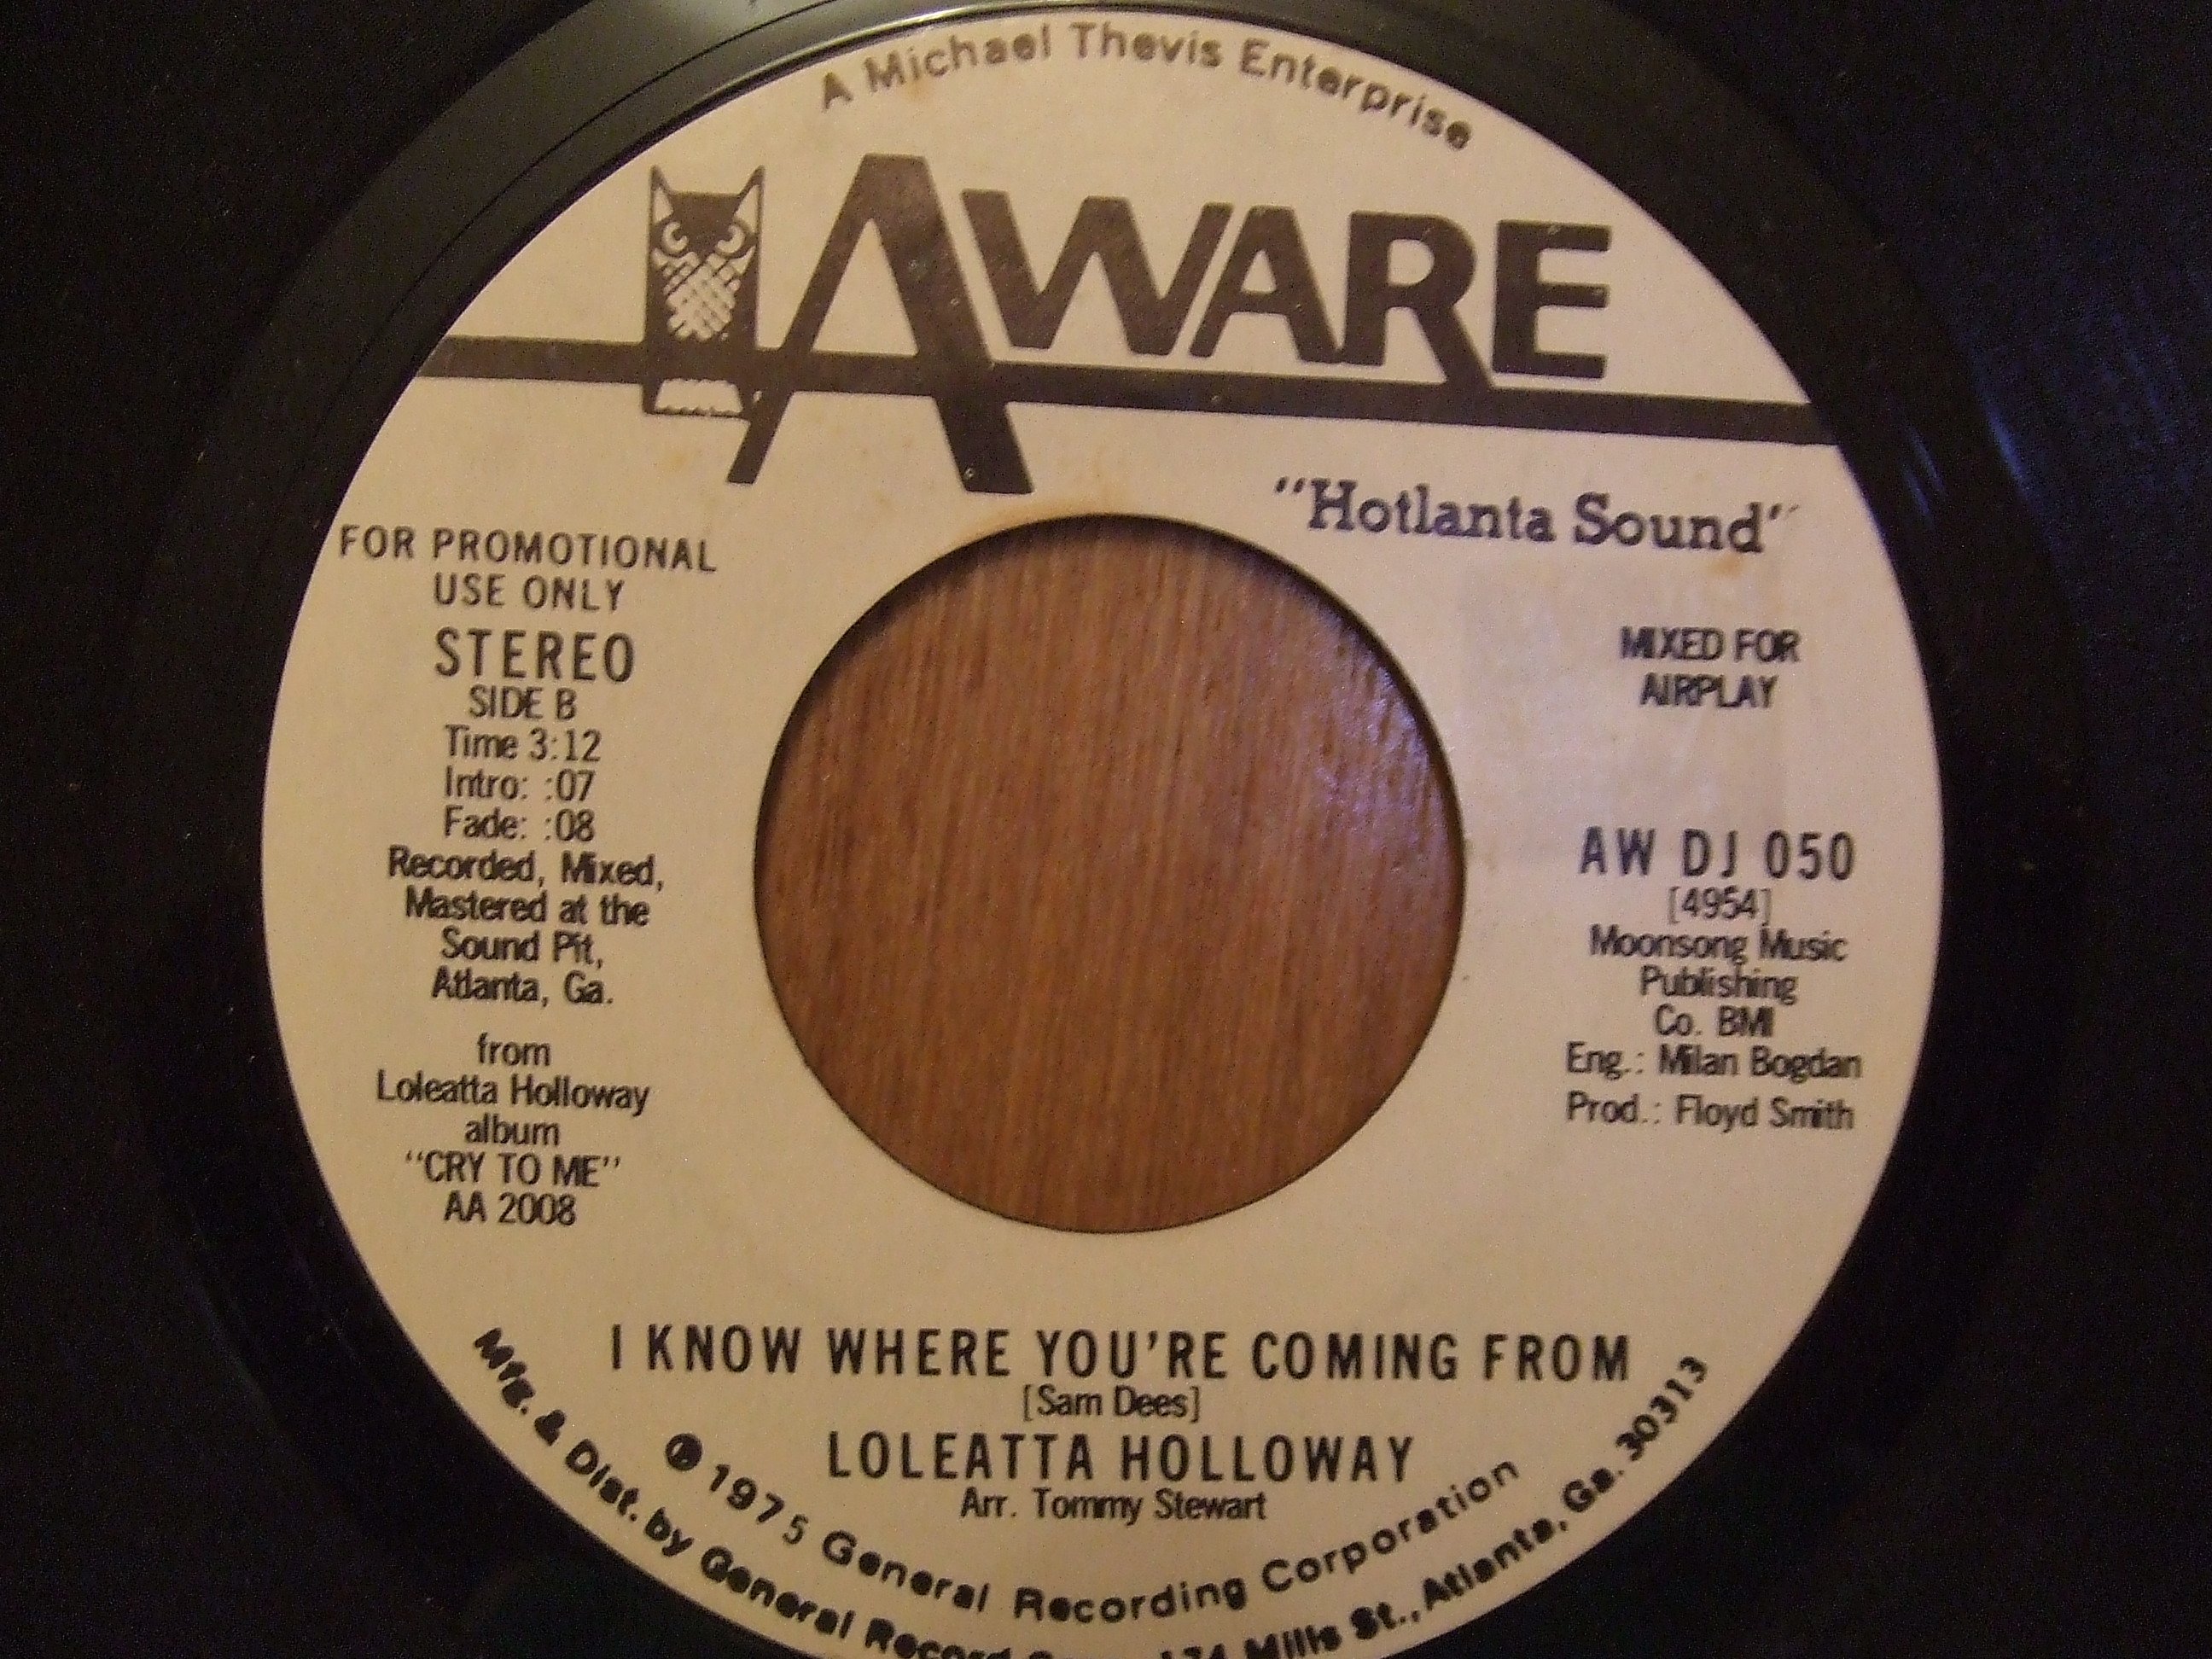 A Michael Thevis Enterprise
AWARE
"Hotlanta Sound"
FOR PROMOTIONAL
USE ONLY
STEREO
SIDE B
Time 3:12
Intro: :07
Fade: :08
Recorded, Mixed,
Mastered at the
Sound Pit,
Atlanta, Ga.
from
Loleatta Holloway
album
"CRY TO ME"
AA 2008
MIXED FOR
AIRPLAY
AW DJ 050
[4954]
Moonsong Music
Publishing
Co. BMI
Eng.: Milan Bogdan
Prod.: Floyd Smith
I KNOW WHERE YOU'RE COMING FROM
[Sam Dees]
LOLEATTA HOLLOWAY
Arr. Tommy Stewart
℗ 1975 General Recording Corporation
Mfg. & Dist. by General Record Mills St., Atlanta, Ga. 30313